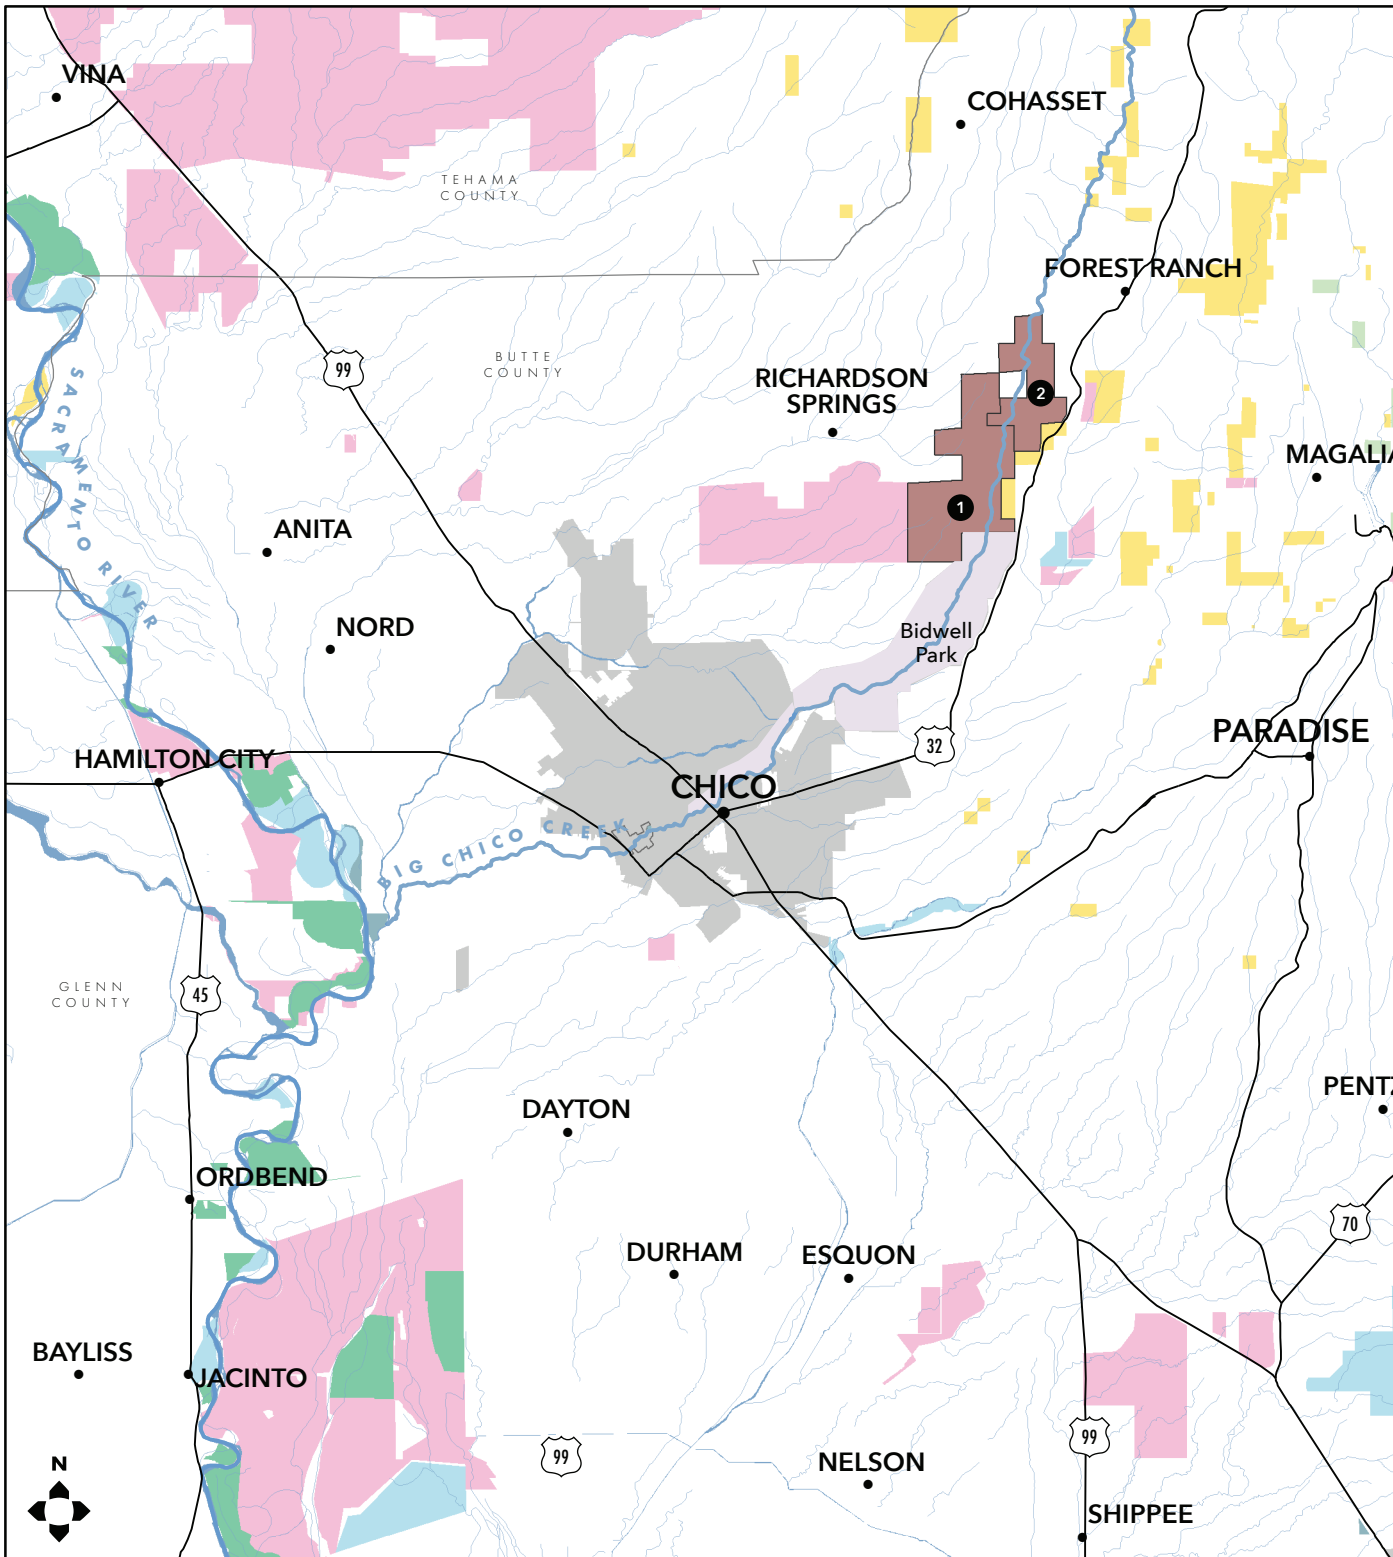 VINA
COHASSET
TEHAMA
COUNTY
FOREST RANCH
SACRAMENTO RIVER
99
BUTTE
COUNTY
RICHARDSON
SPRINGS
2
MAGALIA
1
ANITA
NORD
Bidwell
Park
HAMILTON CITY
32
PARADISE
CHICO
BIG CHICO CREEK
GLENN
COUNTY
45
DAYTON
PENTZ
ORDBEND
70
DURHAM
ESQUON
BAYLISS
JACINTO
99
99
NELSON
N
SHIPPEE